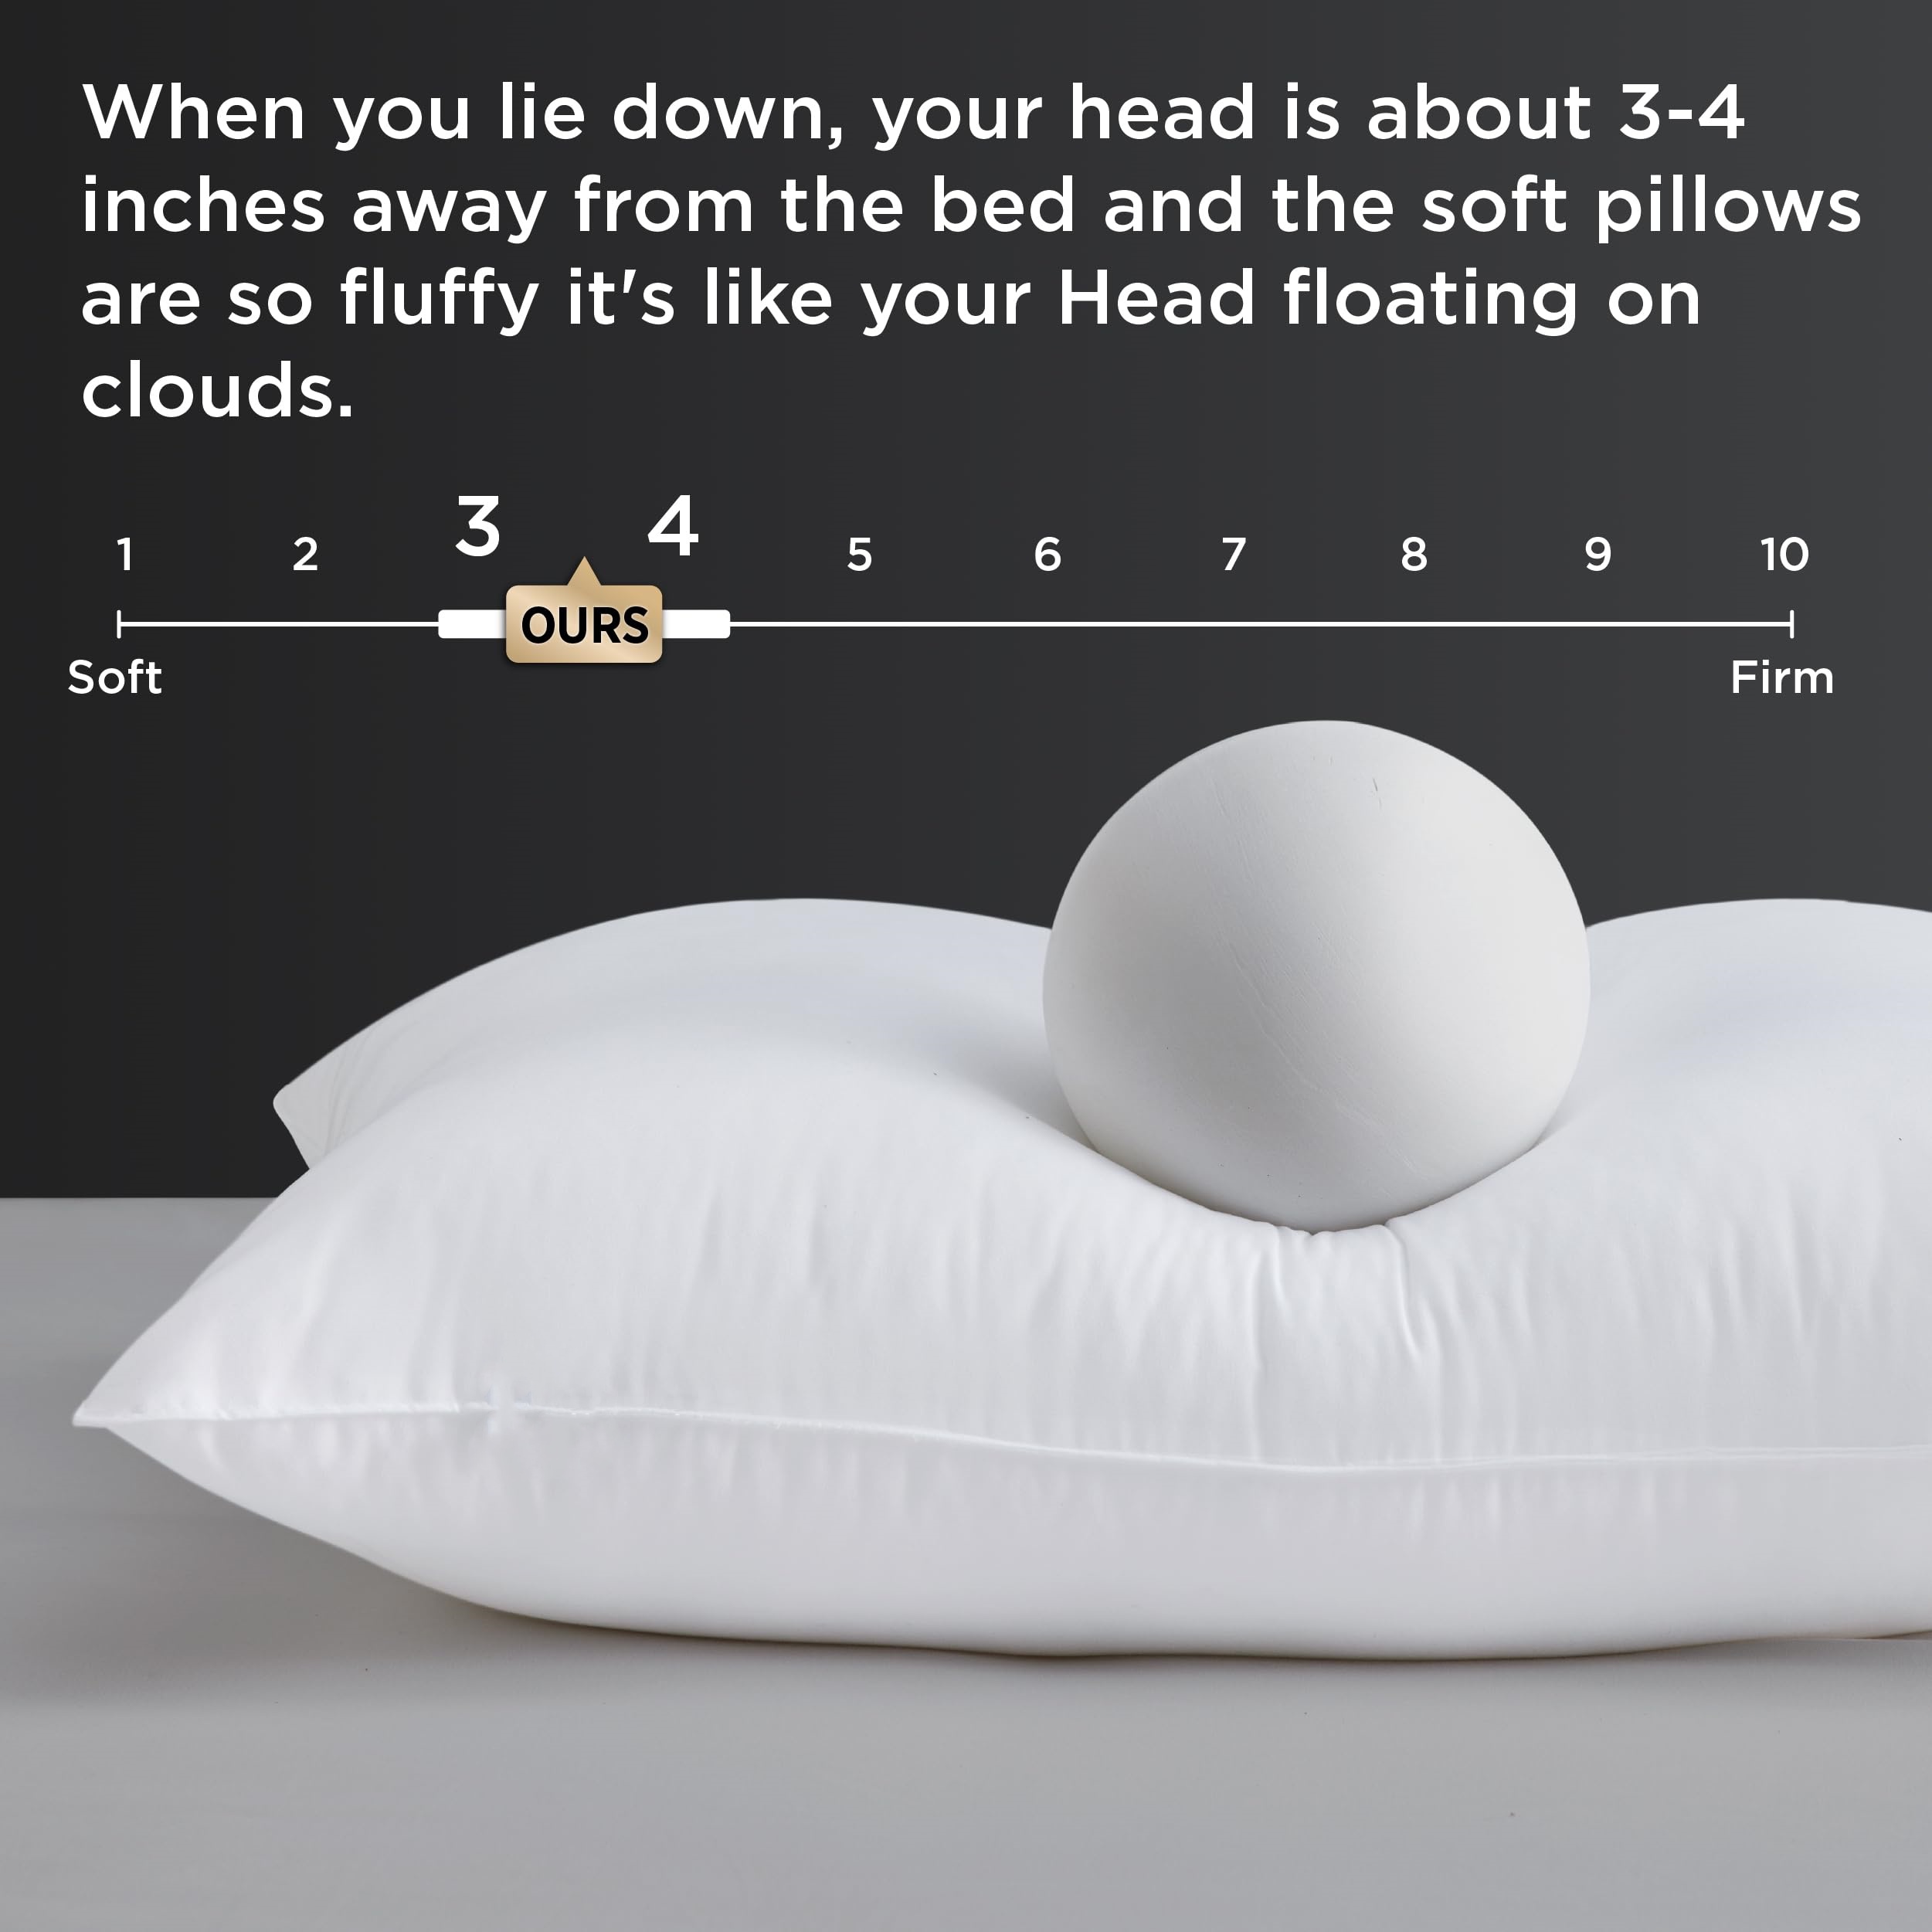 When you lie down, your head is about 3-4
inches away from the bed and the soft pillows
are so fluffy it's like your Head floating on
clouds.
1 2 3 4 5 6 7 8 9 10
OURS
Soft Firm